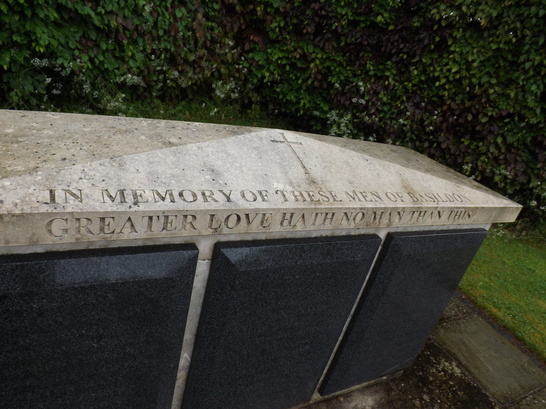 IN MEMORY OF THESE MEN OF BASILDON
GREATER LOVE HATH NO MAN THAN THIS